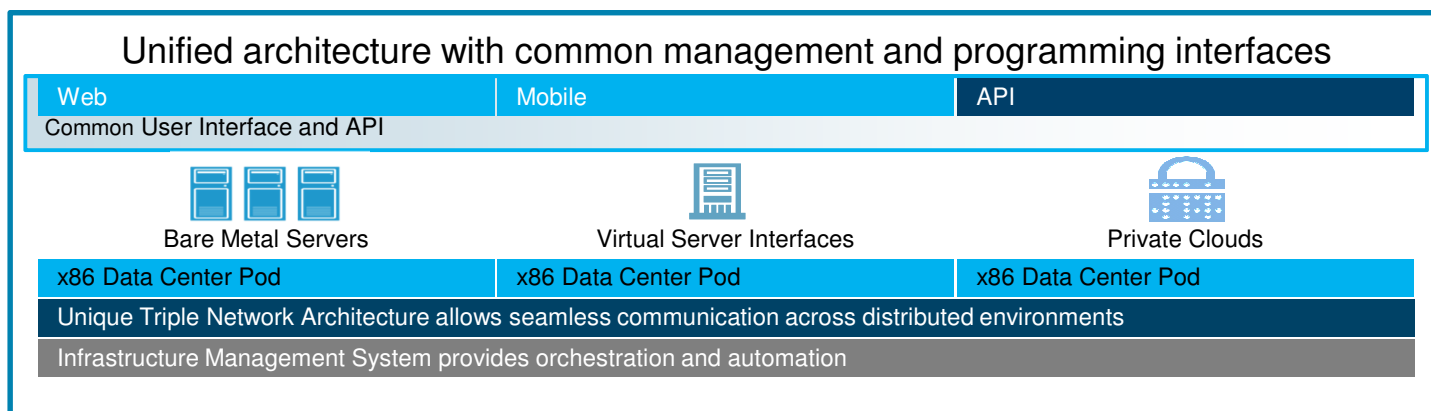 Unified architecture with common management and programming interfaces
Web Mobile API
Common User Interface and API
Bare Metal Servers Virtual Server Interfaces Private Clouds
x86 Data Center Pod x86 Data Center Pod x86 Data Center Pod
Unique Triple Network Architecture allows seamless communication across distributed environments
Infrastructure Management System provides orchestration and automation